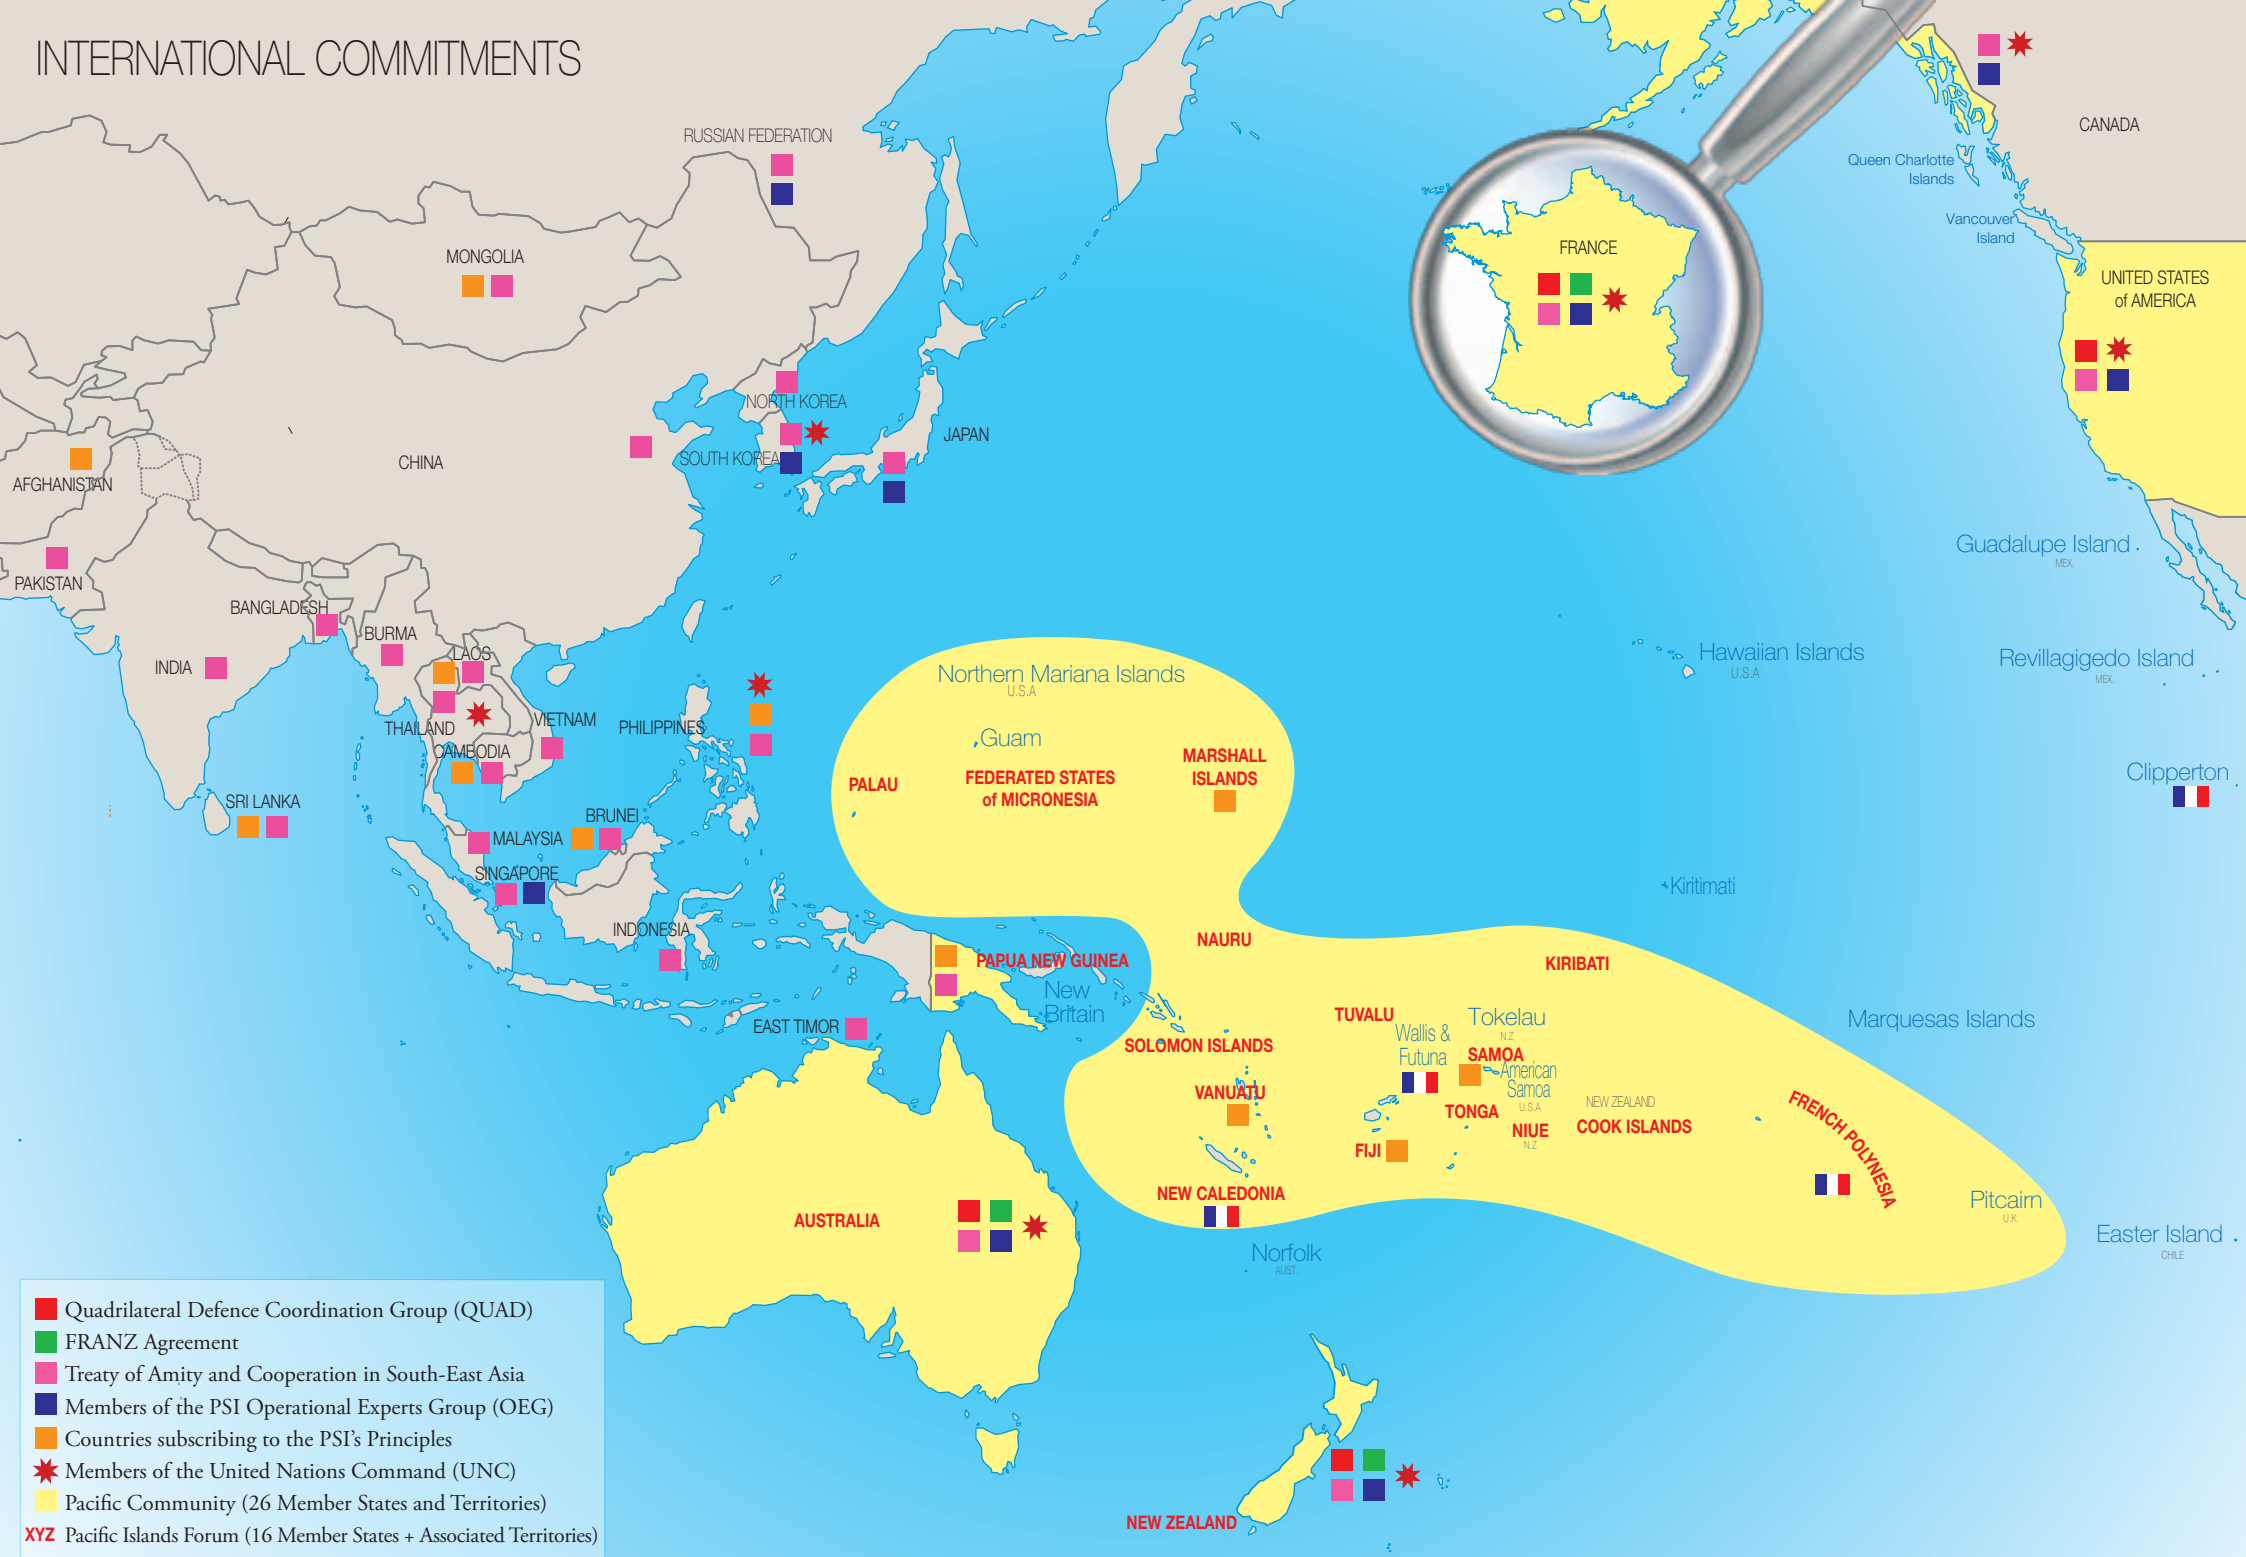 INTERNATIONAL COMMITMENTS
RUSSIAN FEDERATION
CANADA
Queen Charlotte
Islands
Vancouver
Island
MONGOLIA
FRANCE
UNITED STATES
of AMERICA
NORTH KOREA
JAPAN
SOUTH KOREA
CHINA
AFGHANISTAN
PAKISTAN
Guadalupe Island
MEX.
BANGLADESH
BURMA
LAOS
INDIA
Hawaiian Islands
U.S.A
Revillagigedo Island
MEX.
Northern Mariana Islands
U.S.A
THAILAND
VIETNAM
PHILIPPINES
Guam
CAMBODIA
MARSHALL
ISLANDS
PALAU
FEDERATED STATES
of MICRONESIA
Clipperton
SRI LANKA
BRUNEI
MALAYSIA
SINGAPORE
Kiritimati
INDONESIA
NAURU
PAPUA NEW GUINEA
KIRIBATI
New
Britain
EAST TIMOR
TUVALU
Tokelau
N.Z
Marquesas Islands
Wallis &
Futuna
SOLOMON ISLANDS
SAMOA
American
Samoa
U.S.A
VANUATU
TONGA
NEW ZEALAND
COOK ISLANDS
NIUE
N.Z
FRENCH POLYNESIA
FIJI
NEW CALEDONIA
Pitcairn
U.K
AUSTRALIA
Norfolk
AUST.
Easter Island
CHILE
NEW ZEALAND
Quadrilateral Defence Coordination Group (QUAD)
FRANZ Agreement
Treaty of Amity and Cooperation in South-East Asia
Members of the PSI Operational Experts Group (OEG)
Countries subscribing to the PSI's Principles
Members of the United Nations Command (UNC)
Pacific Community (26 Member States and Territories)
XYZ Pacific Islands Forum (16 Member States + Associated Territories)